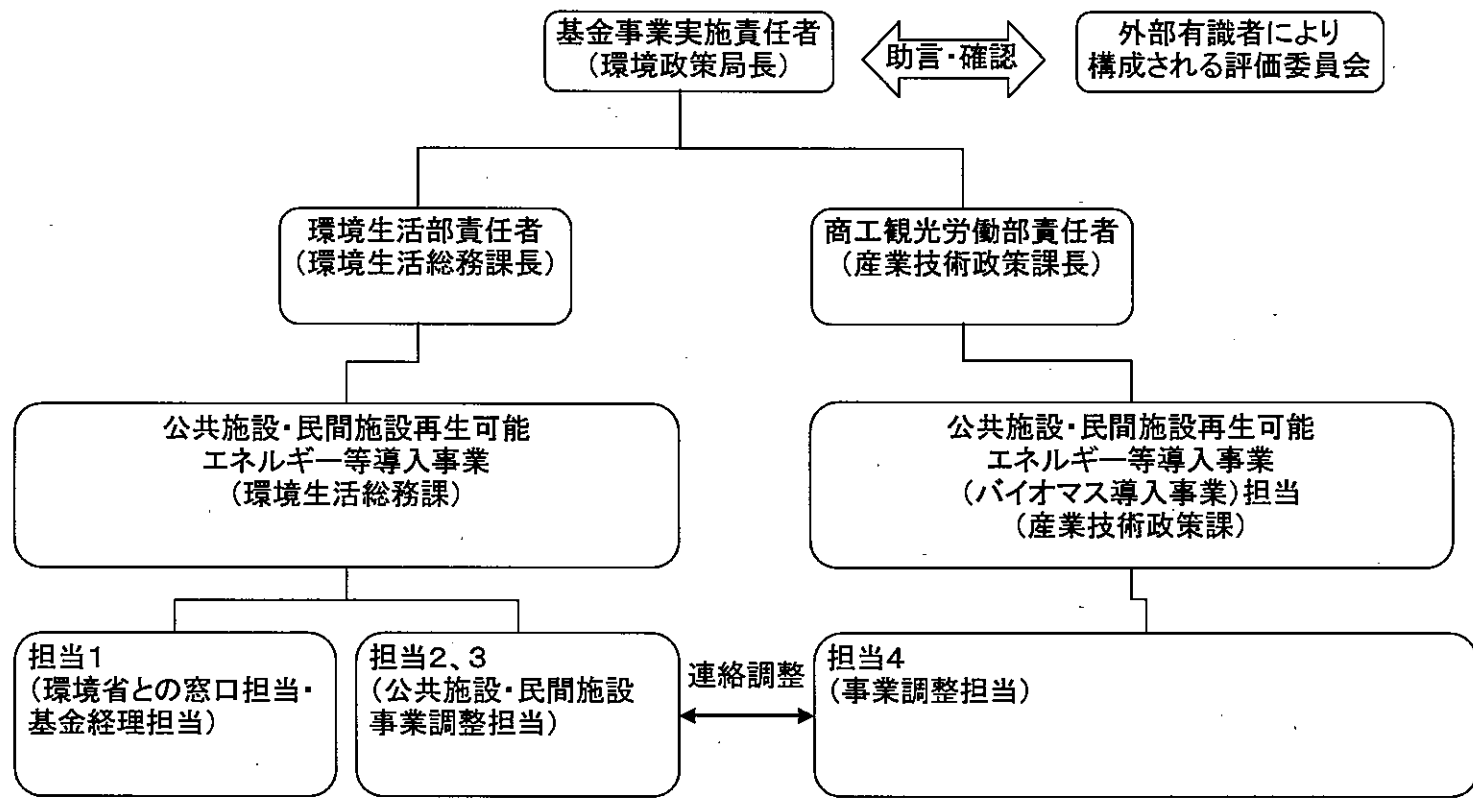 基金事業実施責任者
（環境政策局長）
助言・確認
外部有識者により
構成される評価委員会
環境生活部責任者
（環境生活総務課長）
商工観光労働部責任者
（産業技術政策課長）
公共施設・民間施設再生可能
エネルギー等導入事業
（環境生活総務課）
公共施設・民間施設再生可能
エネルギー等導入事業
（バイオマス導入事業）担当
（産業技術政策課）
担当1
（環境省との窓口担当・
基金経理担当）
担当2、3
（公共施設・民間施設
事業調整担当）
連絡調整
担当4
（事業調整担当）